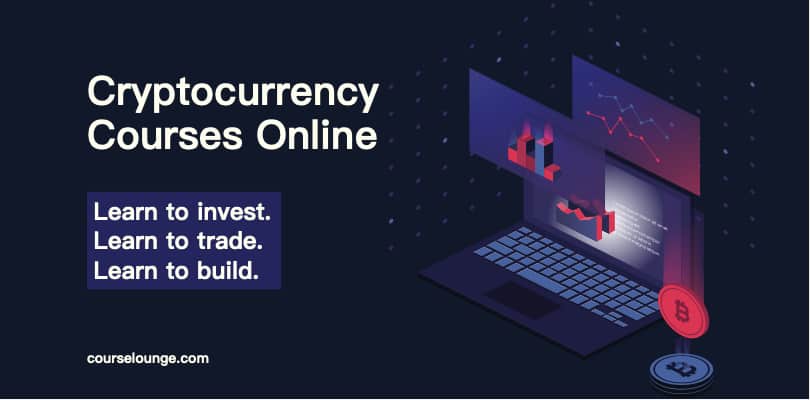 Cryptocurrency
Courses Online
Learn to invest.
Learn to trade.
Learn to build.
courselounge.com